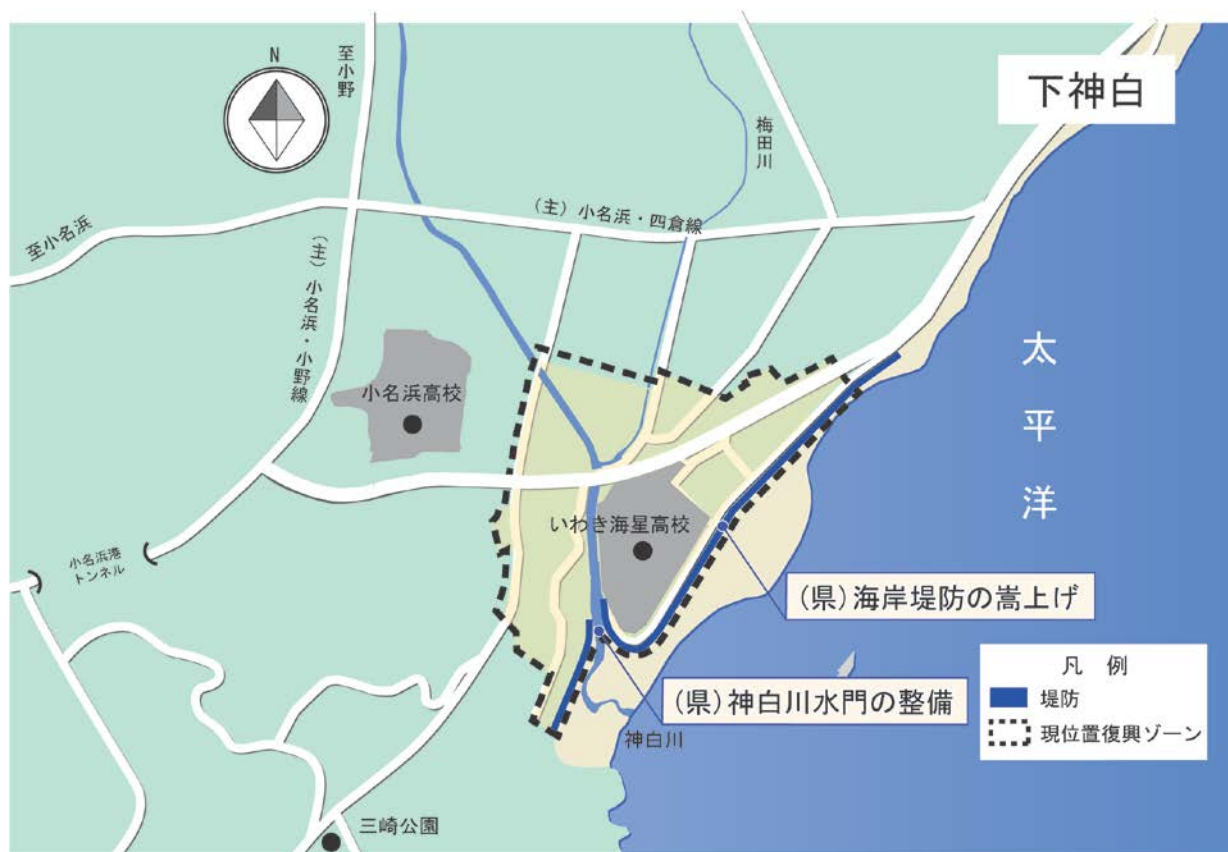 下神白
N
至小野
梅田川
(主)小名浜・四倉線
至小名浜
(主)小名浜・小野線
太平洋
小名浜高校
いわき海星高校
小名浜港
トンネル
(県)海岸堤防の嵩上げ
(県)神白川水門の整備
神白川
凡 例
堤防
現位置復興ゾーン
三崎公園